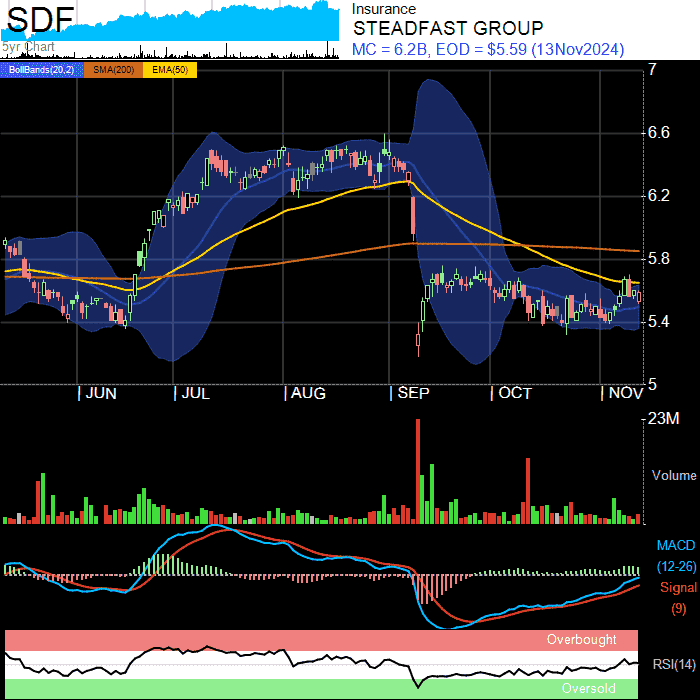 SDF
5yr Chart
Insurance
STEADFAST GROUP
MC = 6.2B, EOD = $5.59 (13Nov2024)
BollBands(20,2) SMA(200) EMA(50)
7
6.6
6.2
5.8
5.4
5
JUN JUL AUG SEP OCT NOV
23M
Volume
MACD
(12-26)
Signal
(9)
Overbought
RSI(14)
Oversold